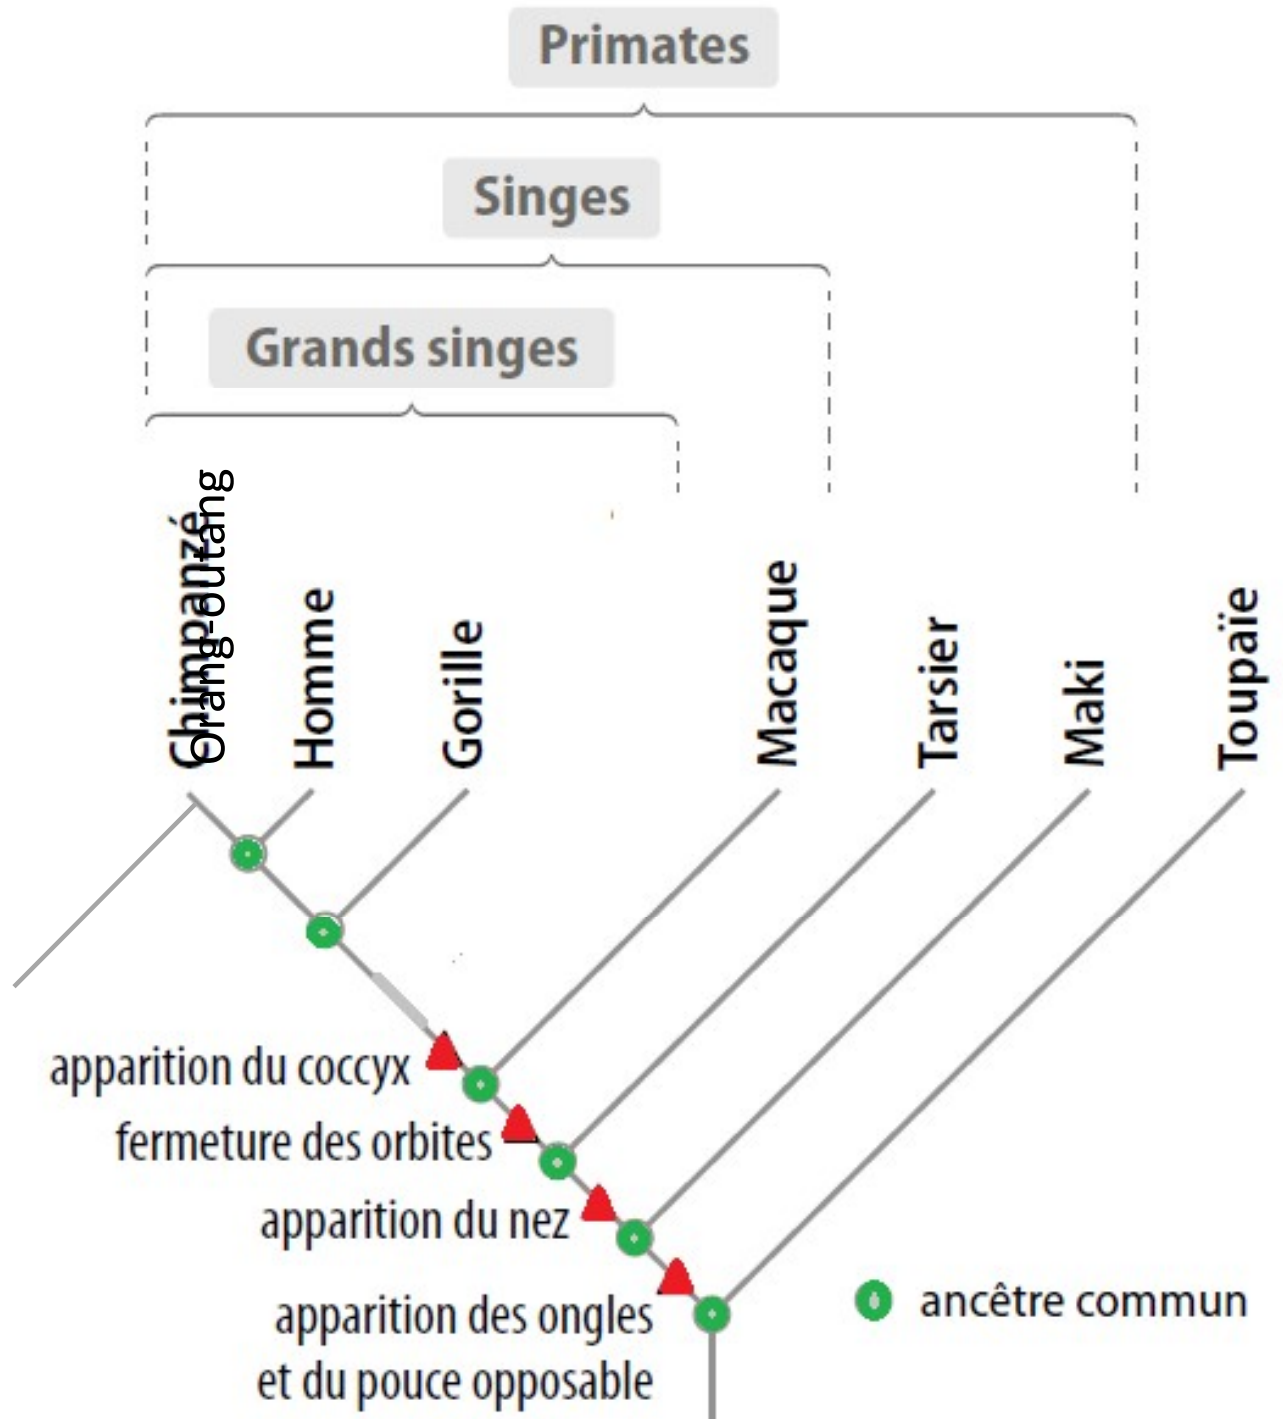 Primates
Singes
Grands singes
Chimpanzé
Orang-outang
Homme
Gorille
Macaque
Tarsier
Maki
Toupaïe
apparition du coccyx
fermeture des orbites
apparition du nez
apparition des ongles
et du pouce opposable
ancêtre commun